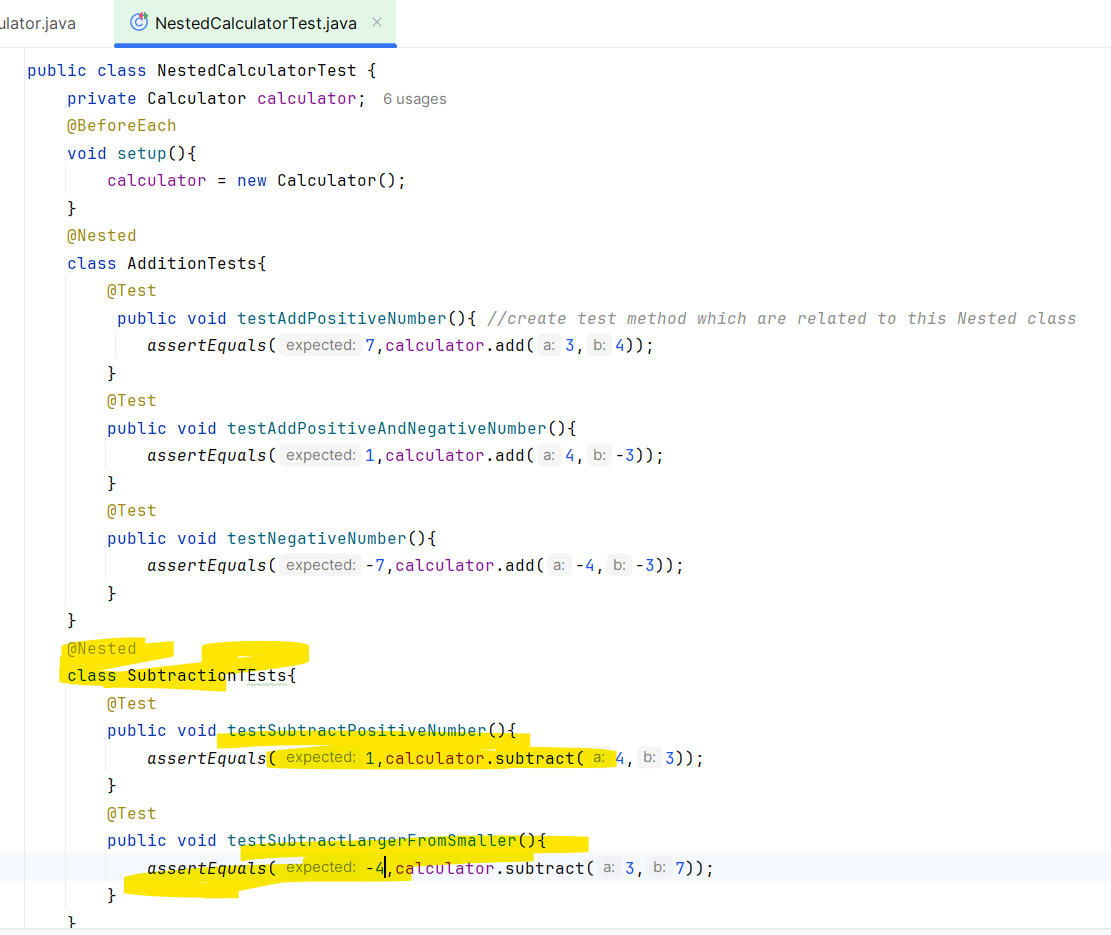 ulator.java
NestedCalculatorTest.java
public class NestedCalculatorTest {
private Calculator calculator; 6 usages
@BeforeEach
void setup(){
calculator = new Calculator();
}
@Nested
class AdditionTests{
@Test
public void testAddPositiveNumber(){ //create test method which are related to this Nested class
assertEquals( expected: 7,calculator.add( a: 3, b: 4));
}
@Test
public void testAddPositiveAndNegativeNumber(){
assertEquals( expected: 1,calculator.add( a: 4, b: -3));
}
@Test
public void testNegativeNumber(){
assertEquals( expected: -7,calculator.add( a: -4, b: -3));
}
}
@Nested
class SubtractionTEsts{
@Test
public void testSubtractPositiveNumber(){
assertEquals( expected: 1,calculator.subtract( a: 4, b: 3));
}
@Test
public void testSubtractLargerFromSmaller(){
assertEquals( expected: -4,calculator.subtract( a: 3, b: 7));
}
}